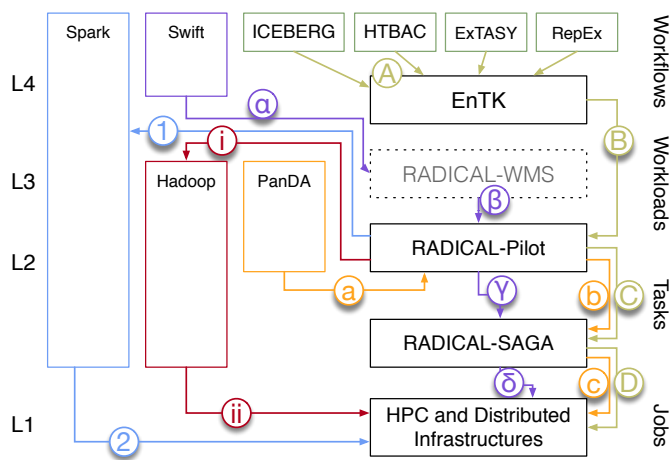 Spark
Swift
ICEBERG
HTBAC
ExTASY
RepEx
Workflows
L4
A
EnTK
α
1
i
B
Workloads
L3
Hadoop
PanDA
RADICAL-WMS
β
RADICAL-Pilot
L2
a
γ
b
C
Tasks
RADICAL-SAGA
δ
c
D
L1
ii
2
HPC and Distributed
Infrastructures
Jobs